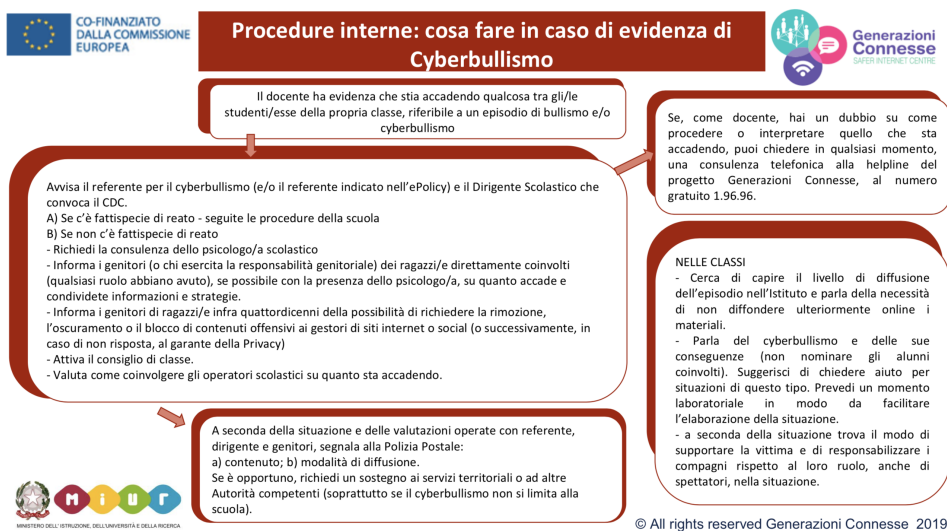 CO-FINANZIATO
DALLA COMMISSIONE
EUROPEA
Procedure interne: cosa fare in caso di evidenza di
Cyberbullismo
Generazioni
Connesse
SAFER INTERNET CENTRE
Il docente ha evidenza che stia accadendo qualcosa tra gli/le
studenti/esse della propria classe, riferibile a un episodio di bullismo e/o
cyberbullismo
Se, come docente, hai un dubbio su come
procedere o interpretare quello che sta
accadendo, puoi chiedere in qualsiasi momento,
una consulenza telefonica alla helpline del
progetto Generazioni Connesse, al numero
gratuito 1.96.96.
Avvisa il referente per il cyberbullismo (e/o il referente indicato nell'ePolicy) e il Dirigente Scolastico che
convoca il CDC.
A) Se c'è fattispecie di reato - seguite le procedure della scuola
B) Se non c'è fattispecie di reato
- Richiedi la consulenza dello psicologo/a scolastico
- Informa i genitori (o chi esercita la responsabilità genitoriale) dei ragazzi/e direttamente coinvolti
(qualsiasi ruolo abbiano avuto), se possibile con la presenza dello psicologo/a, su quanto accade e
condividete informazioni e strategie.
- Informa i genitori di ragazzi/e infra quattordicenni della possibilità di richiedere la rimozione,
l'oscuramento o il blocco di contenuti offensivi ai gestori di siti internet o social (o successivamente, in
caso di non risposta, al garante della Privacy)
- Attiva il consiglio di classe.
- Valuta come coinvolgere gli operatori scolastici su quanto sta accadendo.
NELLE CLASSI
- Cerca di capire il livello di diffusione
dell'episodio nell'Istituto e parla della necessità
di non diffondere ulteriormente online i
materiali.
- Parla del cyberbullismo e delle sue
conseguenze (non nominare gli alunni
coinvolti). Suggerisci di chiedere aiuto per
situazioni di questo tipo. Prevedi un momento
laboratoriale in modo da facilitare
l'elaborazione della situazione.
- a seconda della situazione trova il modo di
supportare la vittima e di responsabilizzare i
compagni rispetto al loro ruolo, anche di
spettatori, nella situazione.
A seconda della situazione e delle valutazioni operate con referente,
dirigente e genitori, segnala alla Polizia Postale:
a) contenuto; b) modalità di diffusione.
Se è opportuno, richiedi un sostegno ai servizi territoriali o ad altre
Autorità competenti (soprattutto se il cyberbullismo non si limita alla
scuola).
miur
MINISTERO DELL' ISTRUZIONE, DELL'UNIVERSITÀ E DELLA RICERCA
© All rights reserved Generazioni Connesse 2019